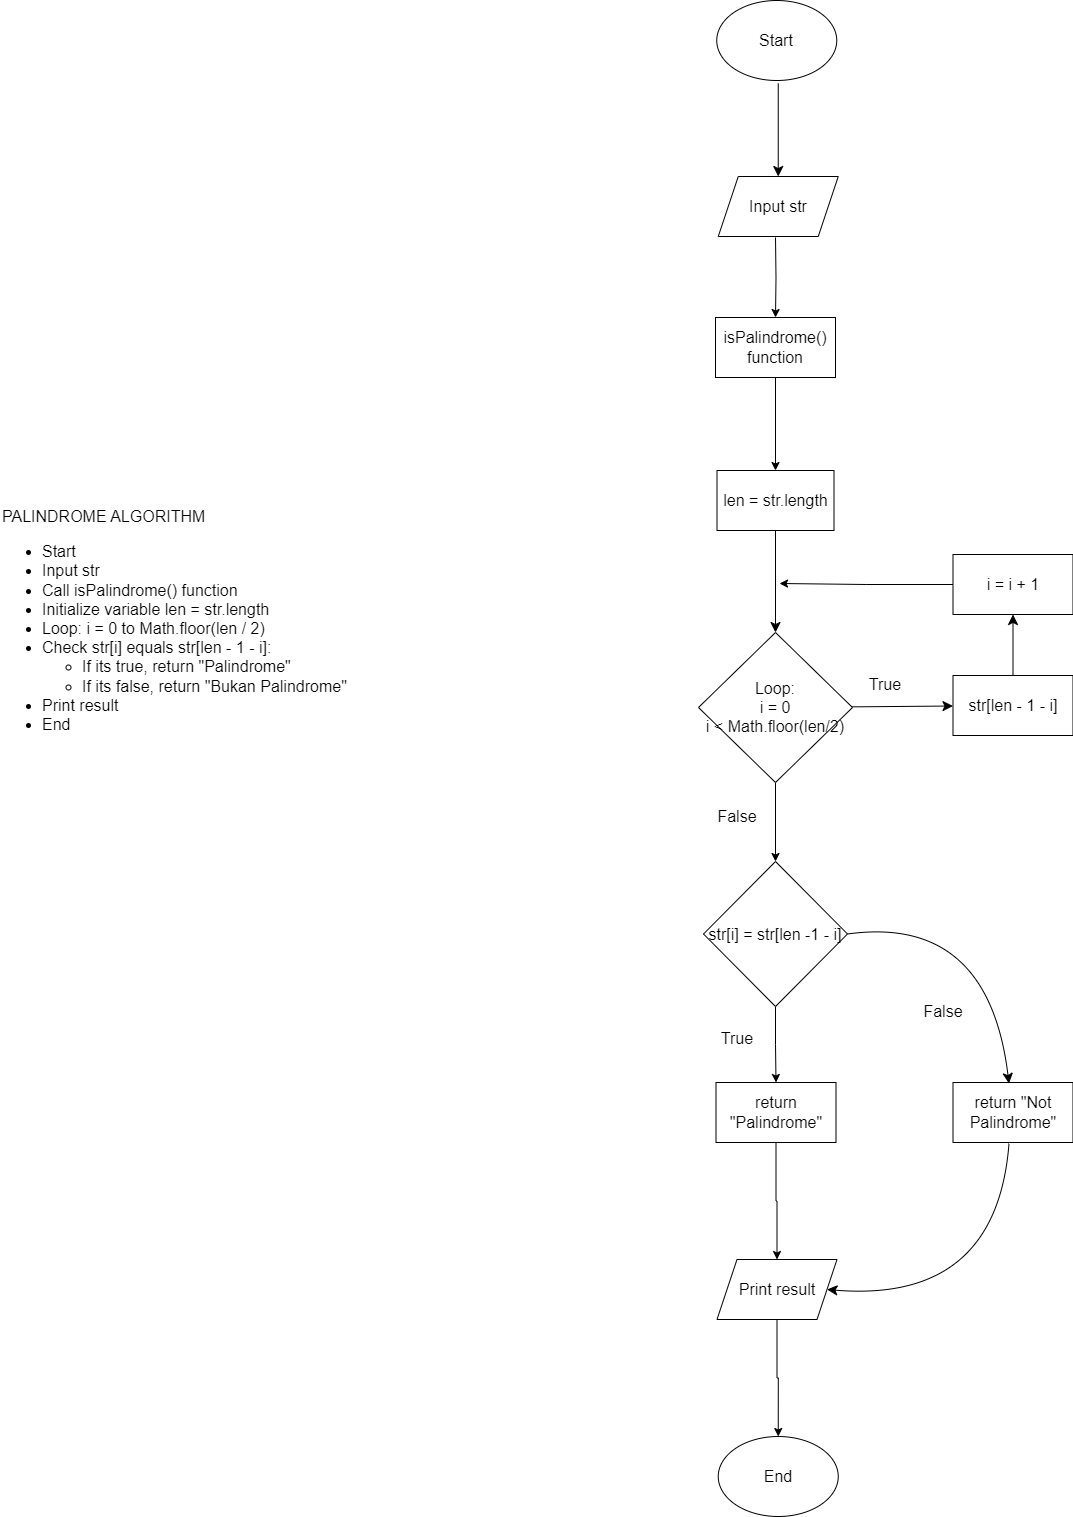 PALINDROME ALGORITHM
Start
Input str
Call isPalindrome() function
Initialize variable len = str.length
Loop: i = 0 to Math.floor(len / 2)
Check str[i] equals str[len - 1 - i]:
If its true, return "Palindrome"
If its false, return "Bukan Palindrome"
Print result
End
Start
Input str
isPalindrome()
function
len = str.length
i = i + 1
Loop:
i = 0
i < Math.floor(len/2)
True
str[len - 1 - i]
False
str[i] = str[len -1 - i]
False
True
return
"Palindrome"
return "Not
Palindrome"
Print result
End